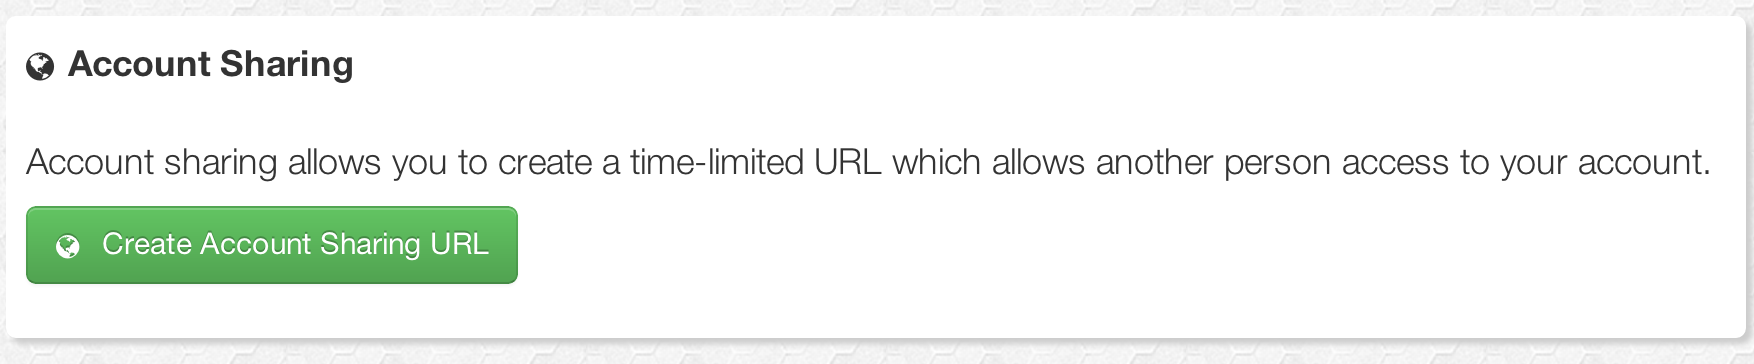 Account Sharing
Account sharing allows you to create a time-limited URL which allows another person access to your account.
Create Account Sharing URL